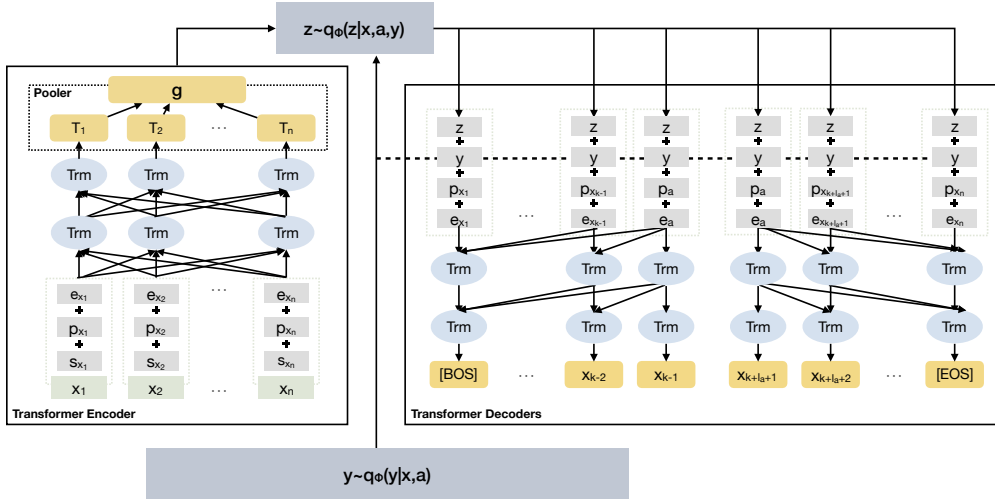 z~qΦ(z|x,a,y)
Pooler
g
T1 T2 ... Tn
Trm Trm Trm
Trm Trm Trm
...
ex1 ex2 exn
+ + +
px1 px2 pxn
+ + +
sx1 sx2 sxn
x1 x2 xn
Transformer Encoder
z z z z z z
+ + + + + +
y y y y y y
+ + + + + +
px1 pxk-1 pa pa pxk+la+1 pxn
+ + + + + +
ex1 ... exk-1 ea ea exk+la+1 ... exn
Trm Trm Trm Trm Trm Trm
Trm Trm Trm Trm Trm Trm
[BOS] ... xk-2 xk-1 xk+la+1 xk+la+2 ... [EOS]
Transformer Decoders
y~qΦ(y|x,a)